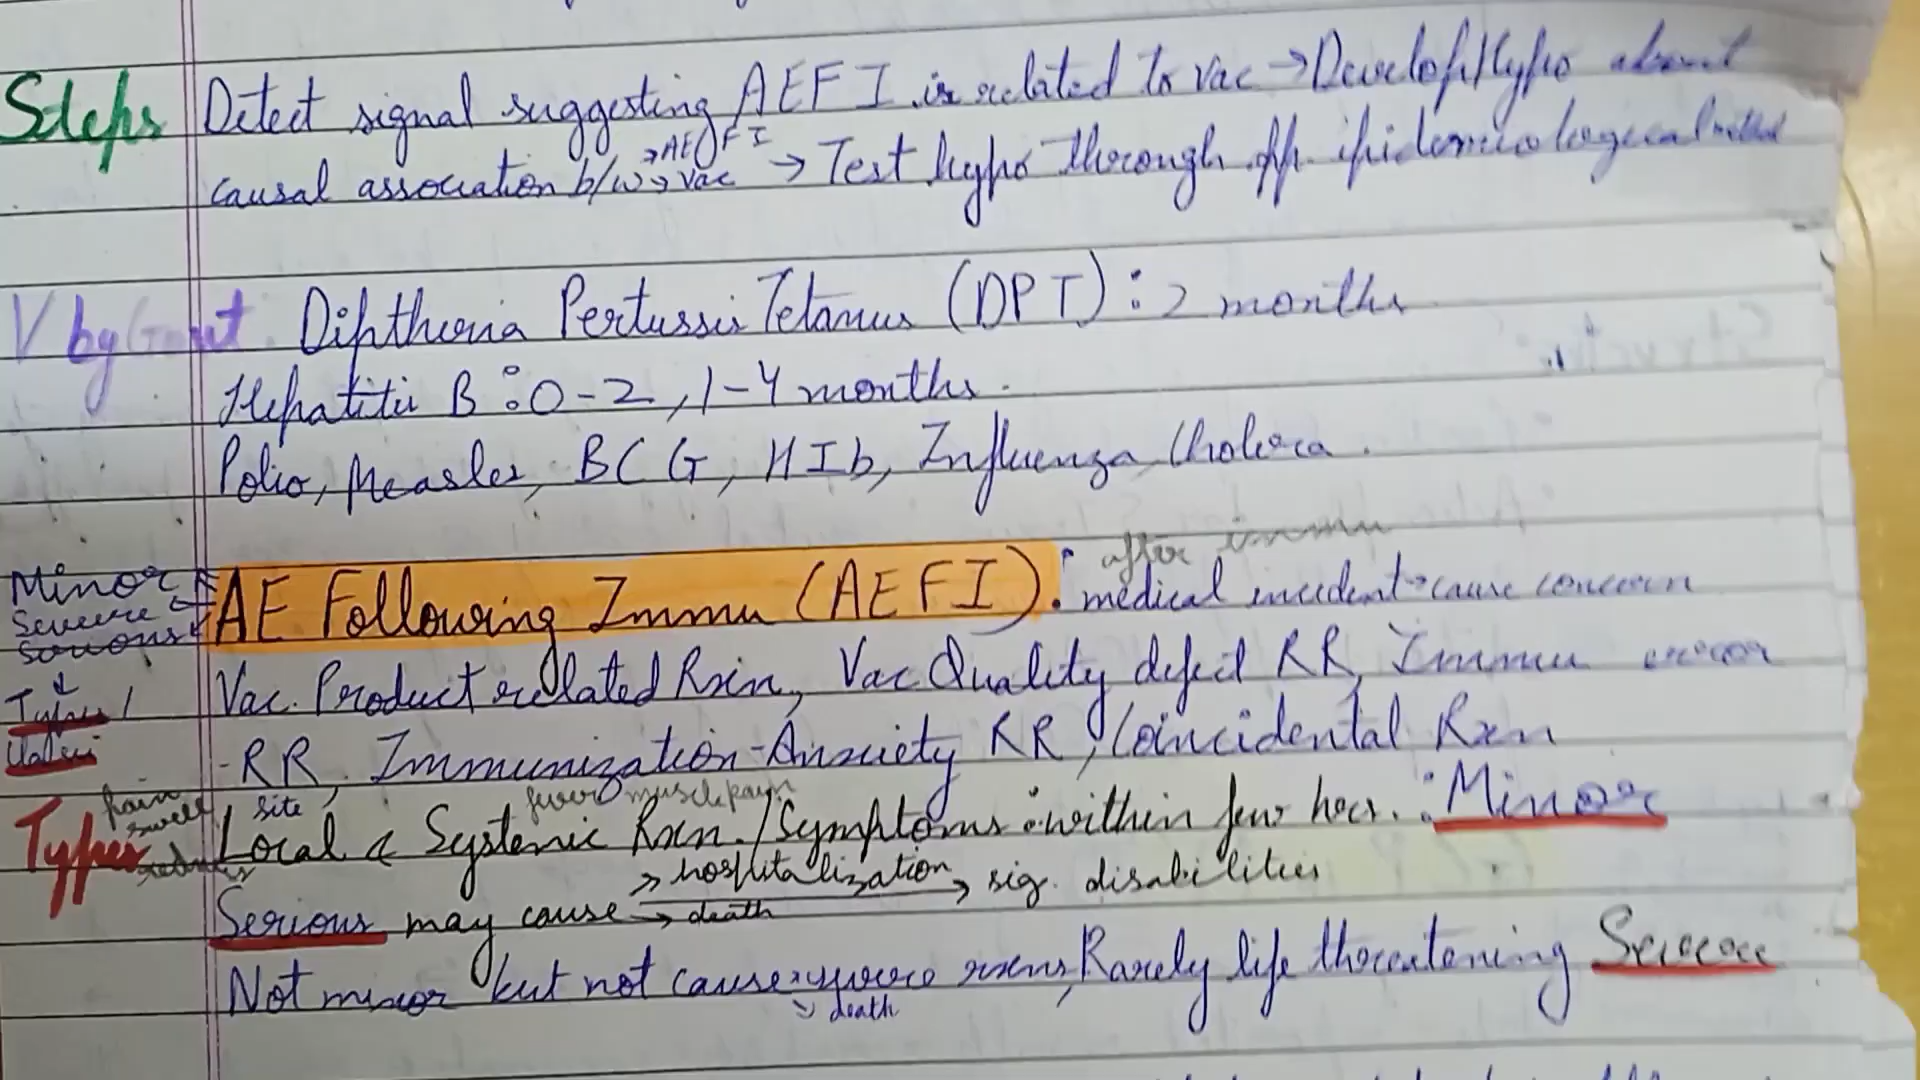 Steps Detect signal suggesting AEFI is related to vac → Develop hypo about
causal association b/w → AEFI → vac → Test hypo through app. epidemiological method
V by Govt. Diphtheria Pertussis Tetanus (DPT) : 2 months
Hepatitis B : 0-2, 1-4 months.
Polio, Measles, BCG, HIb, Influenza, Cholera.
after immu
Minor
Severe
Serious
AE Following Immu (AEFI) : medical incident → cause concern
Types /
Vac. Product related Rxn, Vac Quality defect RR, Immu error
-RR, Immunization-Anxiety RR, Coincidental Rxn
pain swell site fever muscle pain
Types Local & Systemic Rxn. / Symptoms : within few hrs. : Minor
→ hospitalization → sig. disabilities
Serious may cause → death
Not minor but not cause → severe rxns, Rarely life threatening Severe
→ death